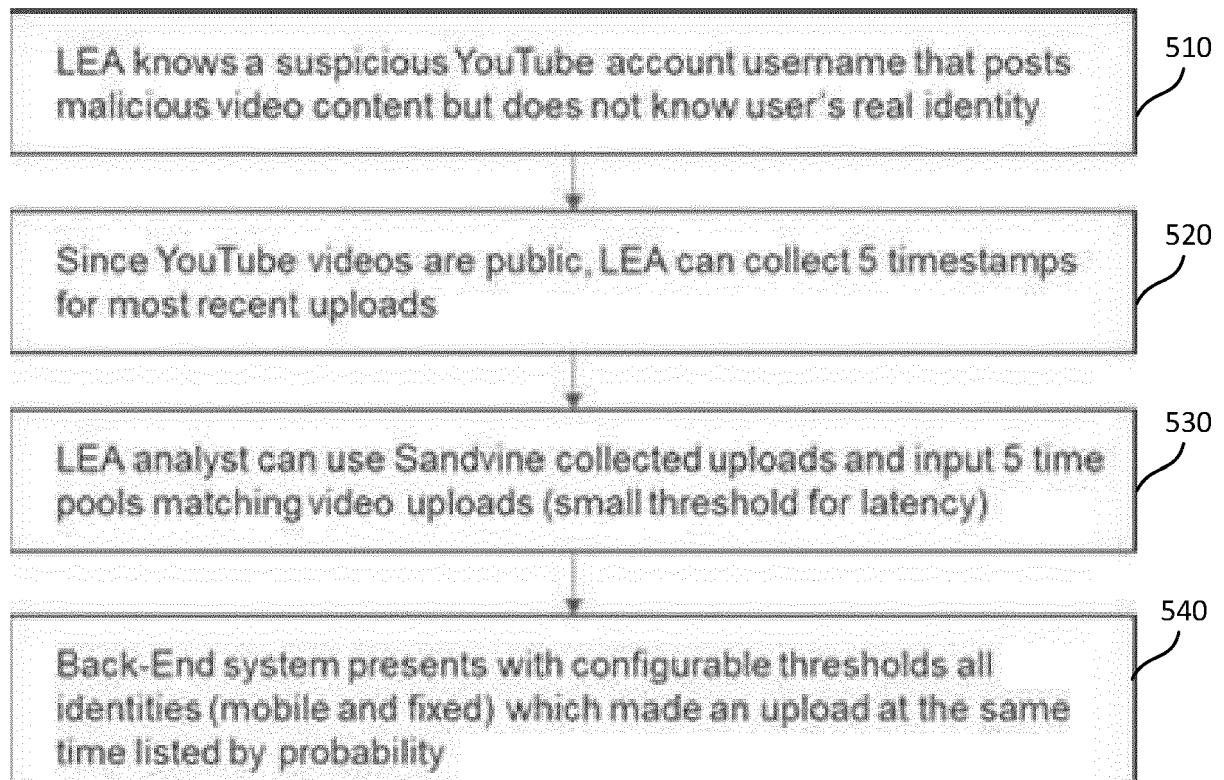 LEA knows a suspicious YouTube account username that posts
malicious video content but does not know user's real identity
510
Since YouTube videos are public, LEA can collect 5 timestamps
for most recent uploads
520
LEA analyst can use Sandvine collected uploads and input 5 time
pools matching video uploads (small threshold for latency)
530
Back-End system presents with configurable thresholds all
identities (mobile and fixed) which made an upload at the same
time listed by probability
540